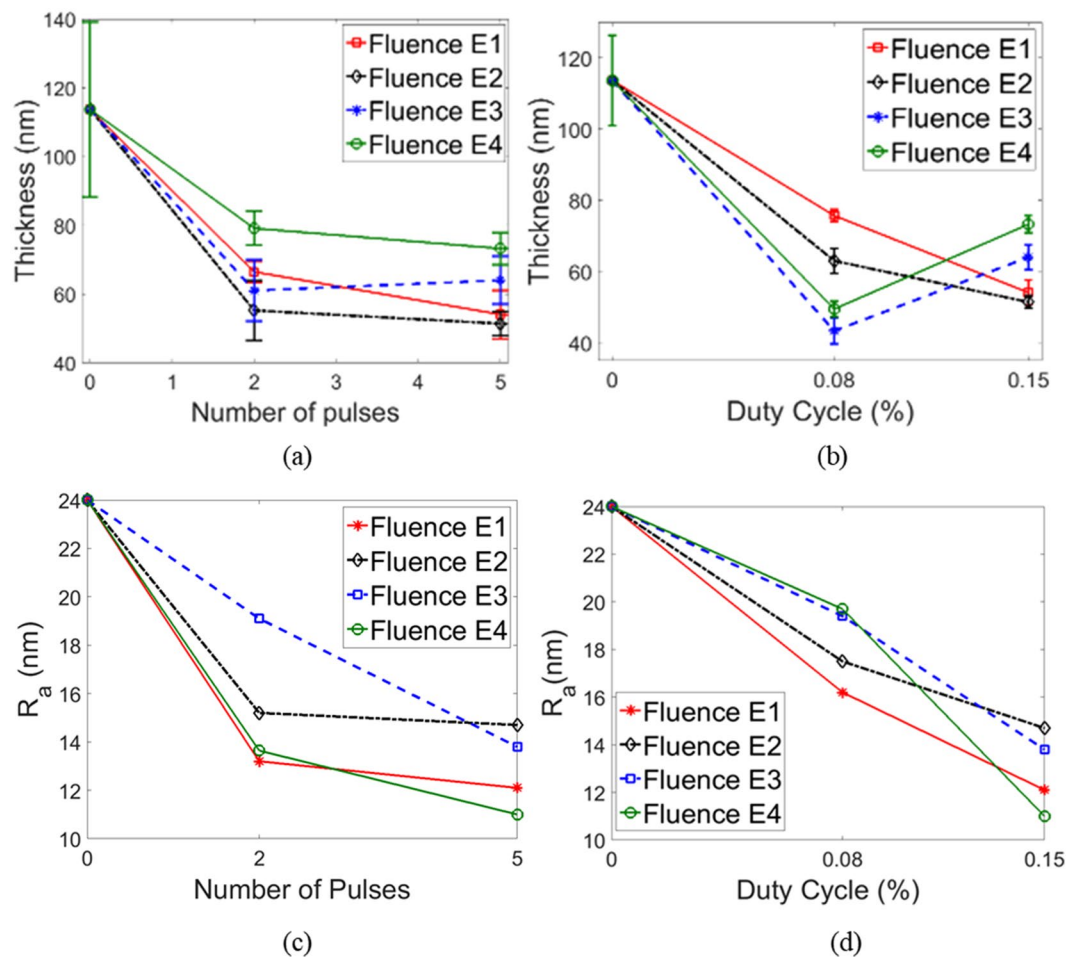 140
120
100
80
60
40
Thickness (nm)
Fluence E1
Fluence E2
Fluence E3
Fluence E4
0 1 2 3 4 5
Number of pulses
(a)
120
100
80
60
40
Thickness (nm)
Fluence E1
Fluence E2
Fluence E3
Fluence E4
0 0.08 0.15
Duty Cycle (%)
(b)
24
22
20
18
16
14
12
10
Ra (nm)
Fluence E1
Fluence E2
Fluence E3
Fluence E4
0 2 5
Number of Pulses
(c)
24
22
20
18
16
14
12
10
Ra(nm)
Fluence E1
Fluence E2
Fluence E3
Fluence E4
0 0.08 0.15
Duty Cycle (%)
(d)